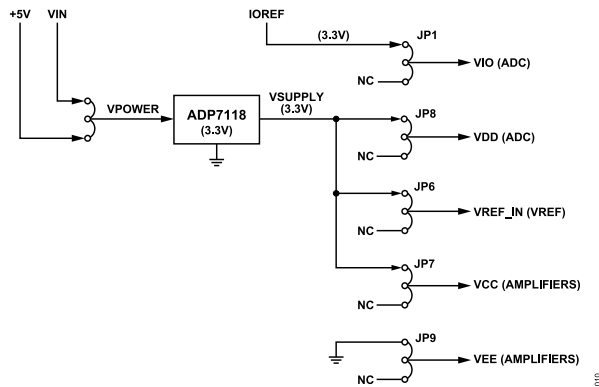 +5V VIN IOREF
(3.3V) JP1
VIO (ADC)
NC
VPOWER ADP7118 (3.3V) VSUPPLY (3.3V)
JP8
VDD (ADC)
NC
JP6
VREF_IN (VREF)
NC
JP7
VCC (AMPLIFIERS)
NC
JP9
VEE (AMPLIFIERS)
NC
010